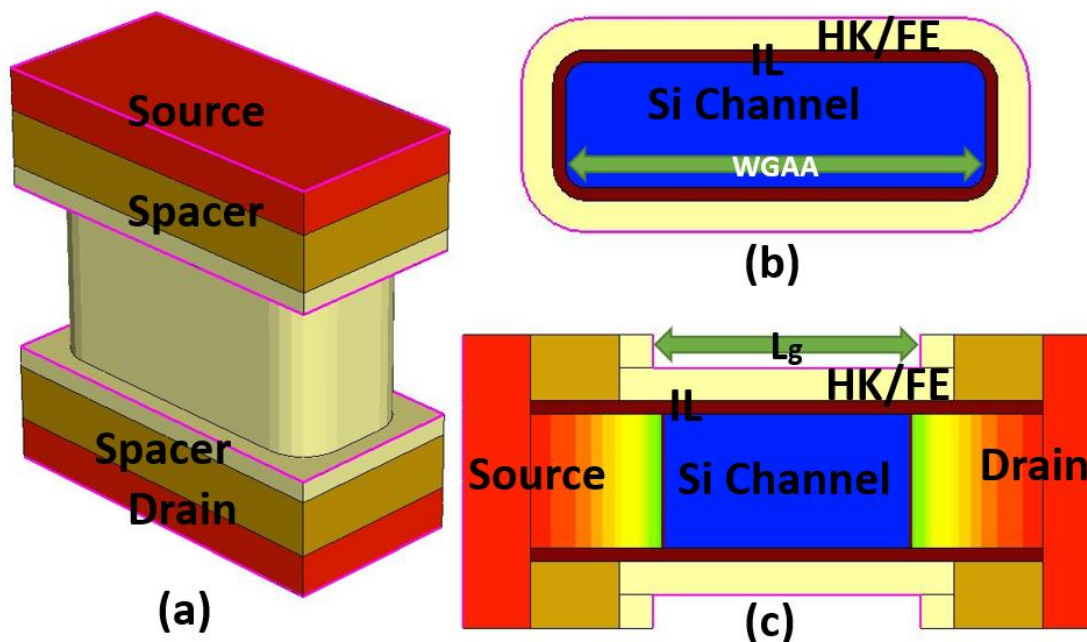 Source
Spacer
Spacer
Drain
(a)
HK/FE
IL
Si Channel
WGAA
(b)
Lg
HK/FE
IL
Source
Si Channel
Drain
(c)